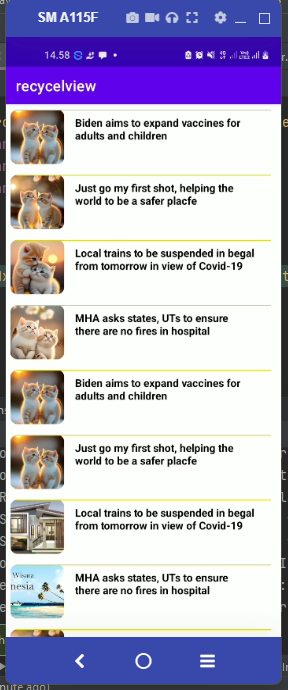 SM A115F
14.58
recycelview
Biden aims to expand vaccines for
adults and children
Just go my first shot, helping the
world to be a safer placfe
Local trains to be suspended in begal
from tomorrow in view of Covid-19
MHA asks states, UTs to ensure
there are no fires in hospital
Biden aims to expand vaccines for
adults and children
Just go my first shot, helping the
world to be a safer placfe
Local trains to be suspended in begal
from tomorrow in view of Covid-19
Wisata
nesia
MHA asks states, UTs to ensure
there are no fires in hospital
nute ago)